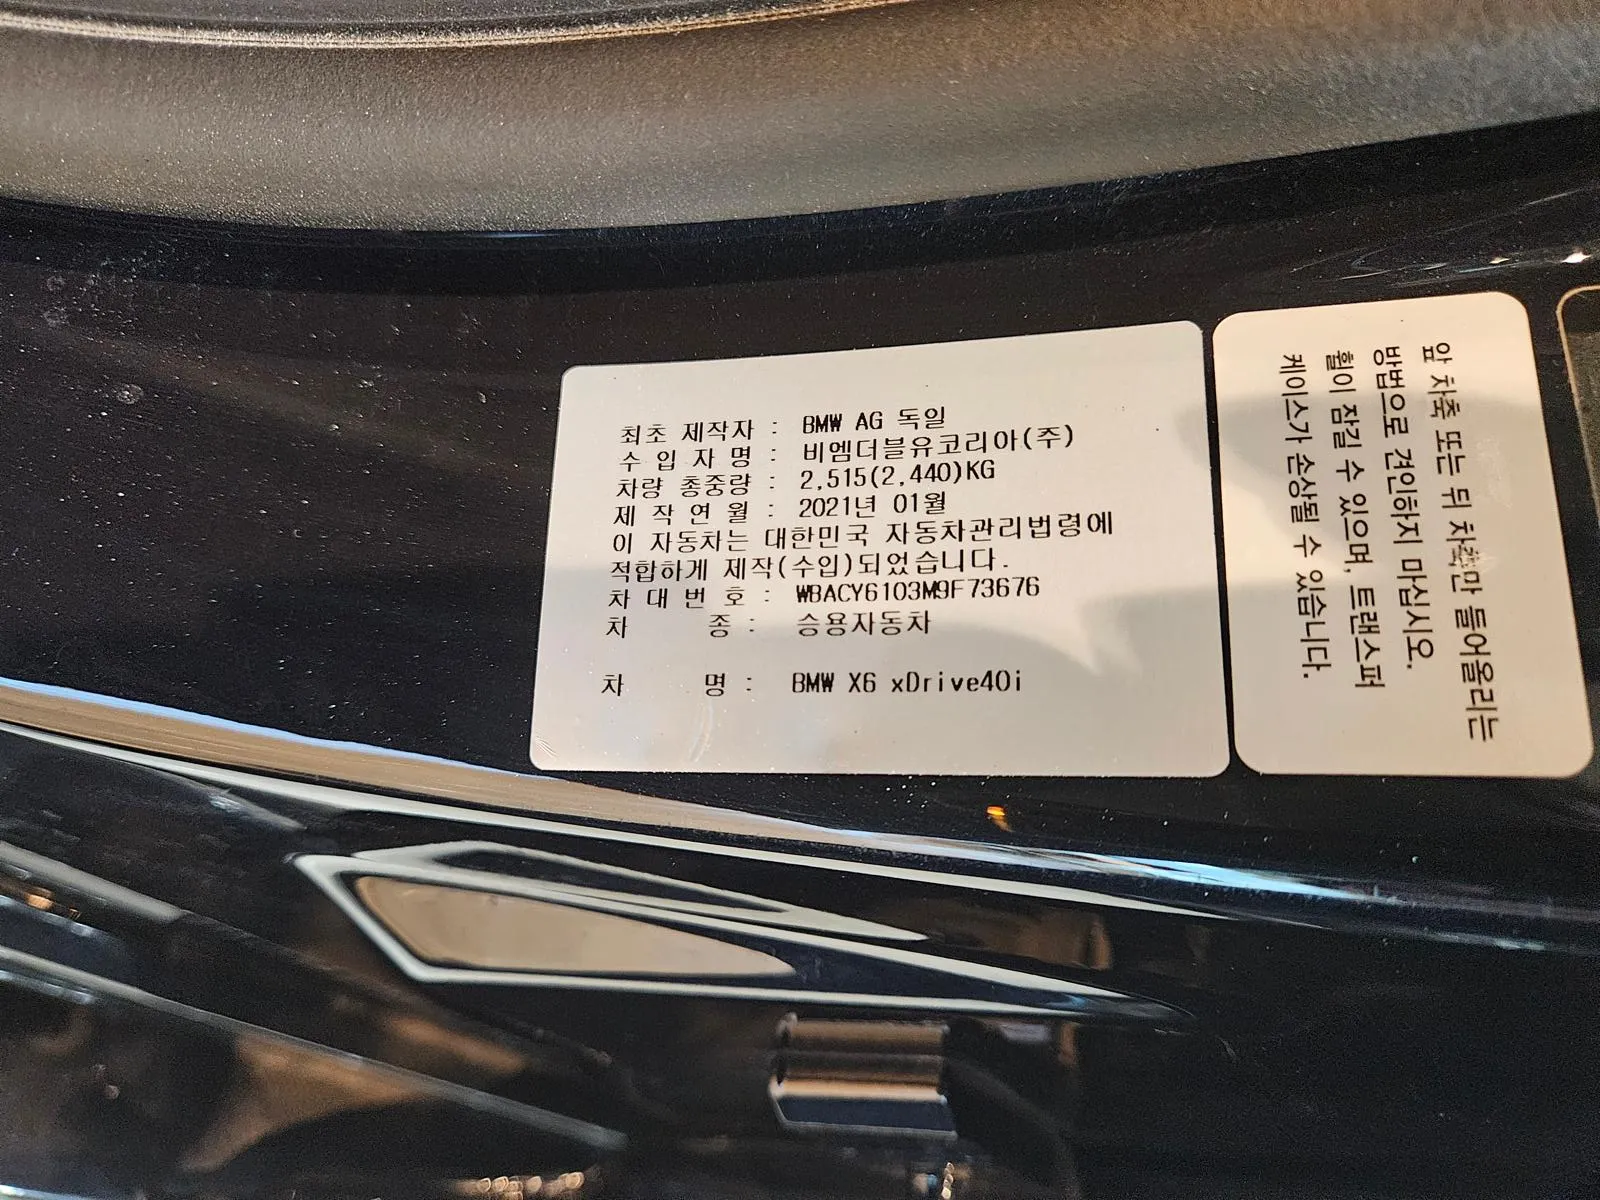 최초 제작자 : BMW AG 독일
수 입 자 명 : 비엠더블유코리아(주)
차량 총중량 : 2,515(2,440)KG
제 작 연 월 : 2021년 01월
이 자동차는 대한민국 자동차관리법령에
적합하게 제작(수입)되었습니다.
차 대 번 호 : WBACY6103M9F73676
차 종 : 승용자동차
차 명 : BMW X6 xDrive40i
앞 차축 또는 뒤 차축만 들어올리는
방법으로 견인하지 마십시오.
휠이 잠길 수 있으며, 트랜스퍼
케이스가 손상될 수 있습니다.